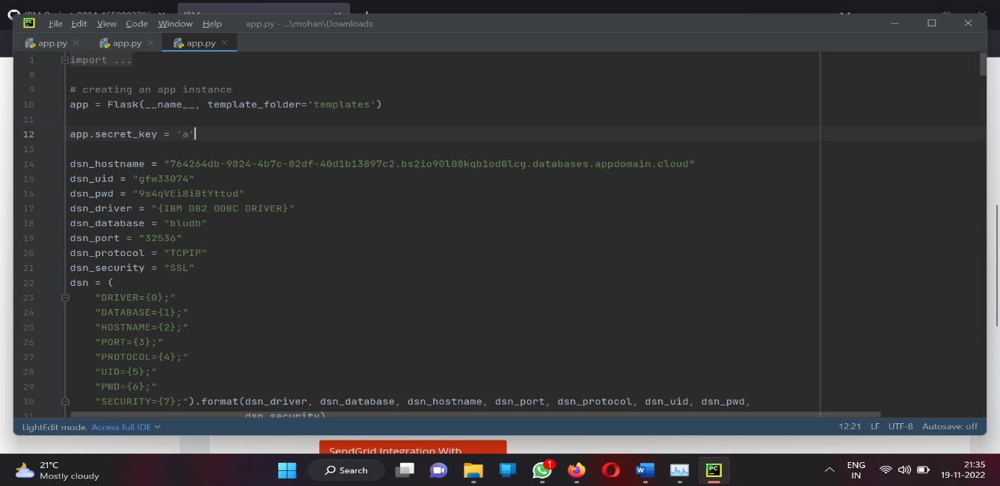 File Edit View Code Window Help app.py - ...\mohan\Downloads
app.py app.py app.py
1 import ...
8
9 # creating an app instance
10 app = Flask(__name__, template_folder='templates')
11
12 app.secret_key = 'a'
13
14 dsn_hostname = "764264db-9824-4b7c-82df-40d1b13897c2.bs2io90l08kqb1od8lcg.databases.appdomain.cloud"
15 dsn_uid = "gfw33074"
16 dsn_pwd = "9s4qVEi8iBtYttud"
17 dsn_driver = "{IBM DB2 ODBC DRIVER}"
18 dsn_database = "bludb"
19 dsn_port = "32536"
20 dsn_protocol = "TCPIP"
21 dsn_security = "SSL"
22 dsn = (
23 "DRIVER={0};"
24 "DATABASE={1};"
25 "HOSTNAME={2};"
26 "PORT={3};"
27 "PROTOCOL={4};"
28 "UID={5};"
29 "PWD={6};"
30 "SECURITY={7};").format(dsn_driver, dsn_database, dsn_hostname, dsn_port, dsn_protocol, dsn_uid, dsn_pwd,
31 dsn_security)
LightEdit mode. Access full IDE 12:21 LF UTF-8 Autosave: off
SendGrid Integration With
21°C
Mostly cloudy
Search
1
ENG
IN
21:35
19-11-2022